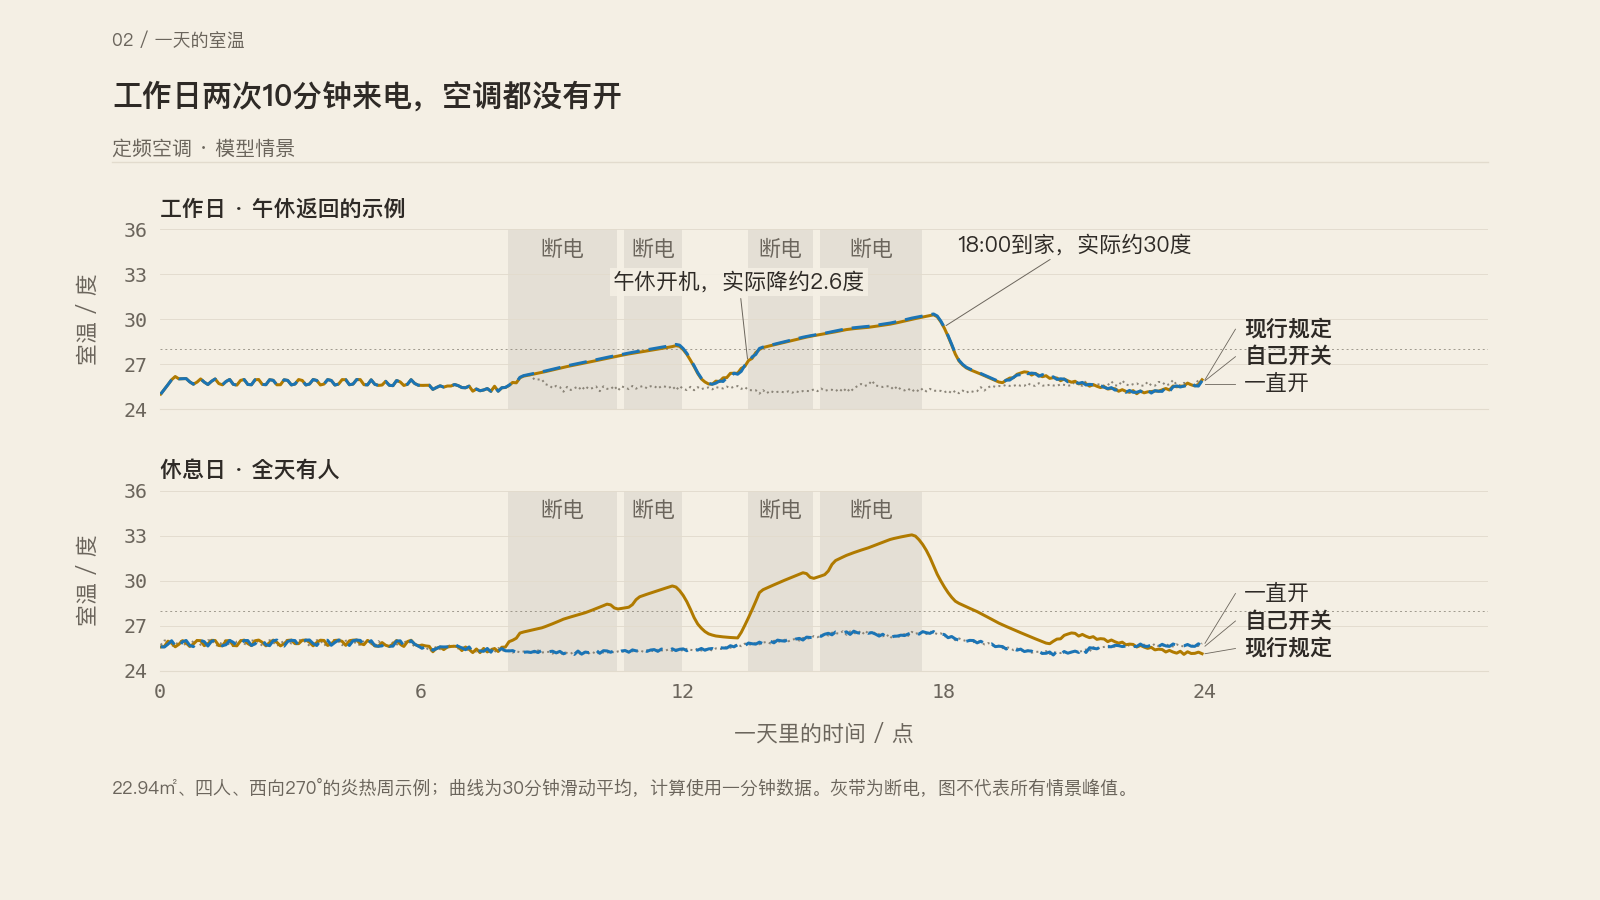 02 / 一天的室温
工作日两次10分钟来电，空调都没有开
定频空调 · 模型情景
工作日 · 午休返回的示例
36
33
30
27
24
室温 / 度
断电
断电
断电
断电
午休开机，实际降约2.6度
18:00到家，实际约30度
现行规定
自己开关
一直开
休息日 · 全天有人
36
33
30
27
24
室温 / 度
断电
断电
断电
断电
一直开
自己开关
现行规定
0
6
12
18
24
一天里的时间 / 点
22.94㎡、四人、西向270°的炎热周示例；曲线为30分钟滑动平均，计算使用一分钟数据。灰带为断电，图不代表所有情景峰值。